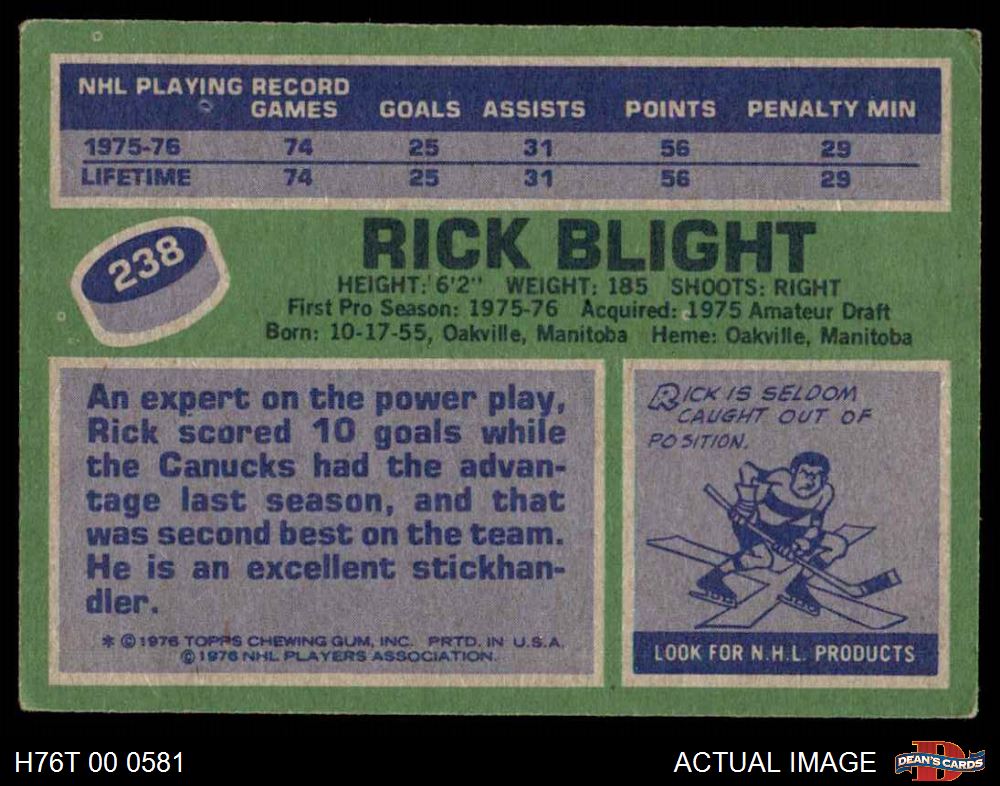 NHL PLAYING RECORD
GAMES GOALS ASSISTS POINTS PENALTY MIN
1975-76 74 25 31 56 29
LIFETIME 74 25 31 56 29
238
RICK BLIGHT
HEIGHT: 6'2" WEIGHT: 185 SHOOTS: RIGHT
First Pro Season: 1975-76 Acquired: 1975 Amateur Draft
Born: 10-17-55, Oakville, Manitoba Heme: Oakville, Manitoba
An expert on the power play,
Rick scored 10 goals while
the Canucks had the advan-
tage last season, and that
was second best on the team.
He is an excellent stickhan-
dler.
* © 1976 TOPPS CHEWING GUM, INC. PRTD. IN U.S.A.
© 1976 NHL PLAYERS ASSOCIATION.
RICK IS SELDOM
CAUGHT OUT OF
POSITION.
LOOK FOR N.H.L. PRODUCTS
H76T 00 0581
ACTUAL IMAGE
D
DEAN'S CARDS